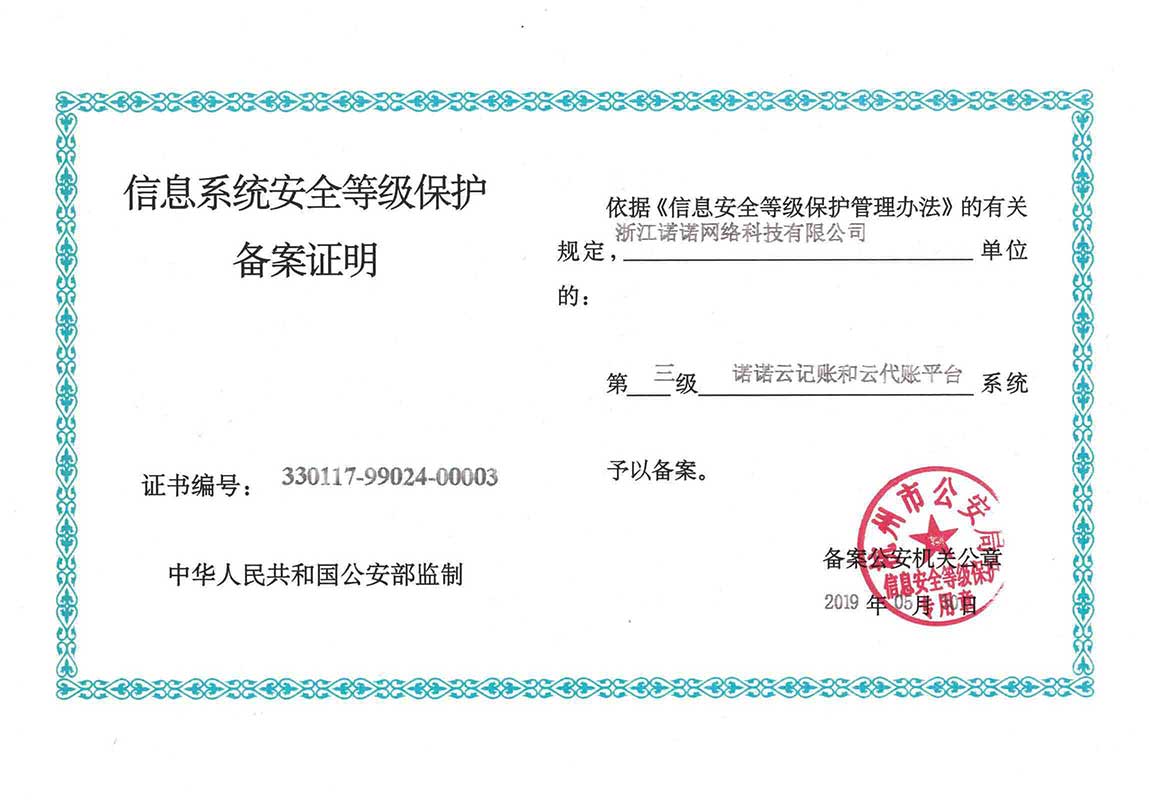 信息系统安全等级保护
备案证明
证书编号： 330117-99024-00003
中华人民共和国公安部监制
依据《信息安全等级保护管理办法》的有关
规定，浙江诺诺网络科技有限公司单位
的：
第三级 诺诺云记账和云代账平台 系统
予以备案。
杭州市公安局
备案公安机关公章
信息安全等级保护
专用章
2019 年 05月 30日